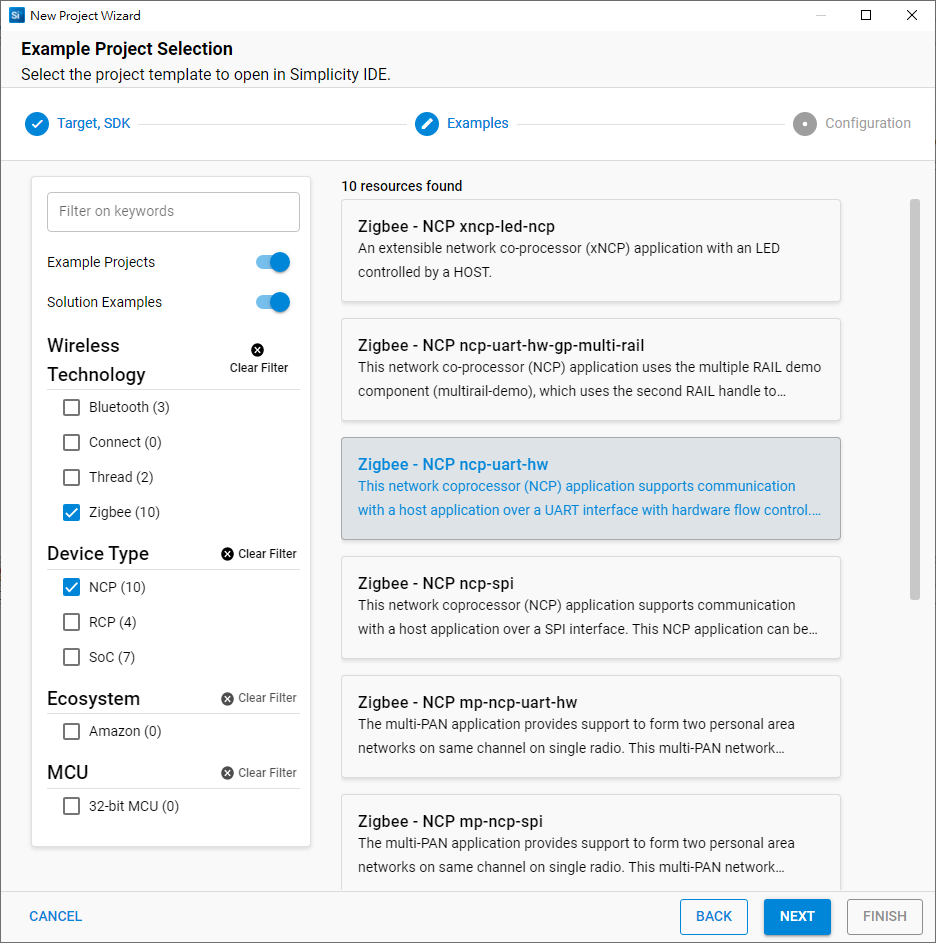 Si New Project Wizard
Example Project Selection
Select the project template to open in Simplicity IDE.
Target, SDK
Examples
Configuration
Filter on keywords
Example Projects
Solution Examples
Wireless
Technology
Clear Filter
Bluetooth (3)
Connect (0)
Thread (2)
Zigbee (10)
Device Type
Clear Filter
NCP (10)
RCP (4)
SoC (7)
Ecosystem
Clear Filter
Amazon (0)
MCU
Clear Filter
32-bit MCU (0)
10 resources found
Zigbee - NCP xncp-led-ncp
An extensible network co-processor (xNCP) application with an LED
controlled by a HOST.
Zigbee - NCP ncp-uart-hw-gp-multi-rail
This network co-processor (NCP) application uses the multiple RAIL demo
component (multirail-demo), which uses the second RAIL handle to...
Zigbee - NCP ncp-uart-hw
This network coprocessor (NCP) application supports communication
with a host application over a UART interface with hardware flow control....
Zigbee - NCP ncp-spi
This network coprocessor (NCP) application supports communication
with a host application over a SPI interface. This NCP application can be...
Zigbee - NCP mp-ncp-uart-hw
The multi-PAN application provides support to form two personal area
networks on same channel on single radio. This multi-PAN network...
Zigbee - NCP mp-ncp-spi
The multi-PAN application provides support to form two personal area
networks on same channel on single radio. This multi-PAN network...
CANCEL
BACK
NEXT
FINISH